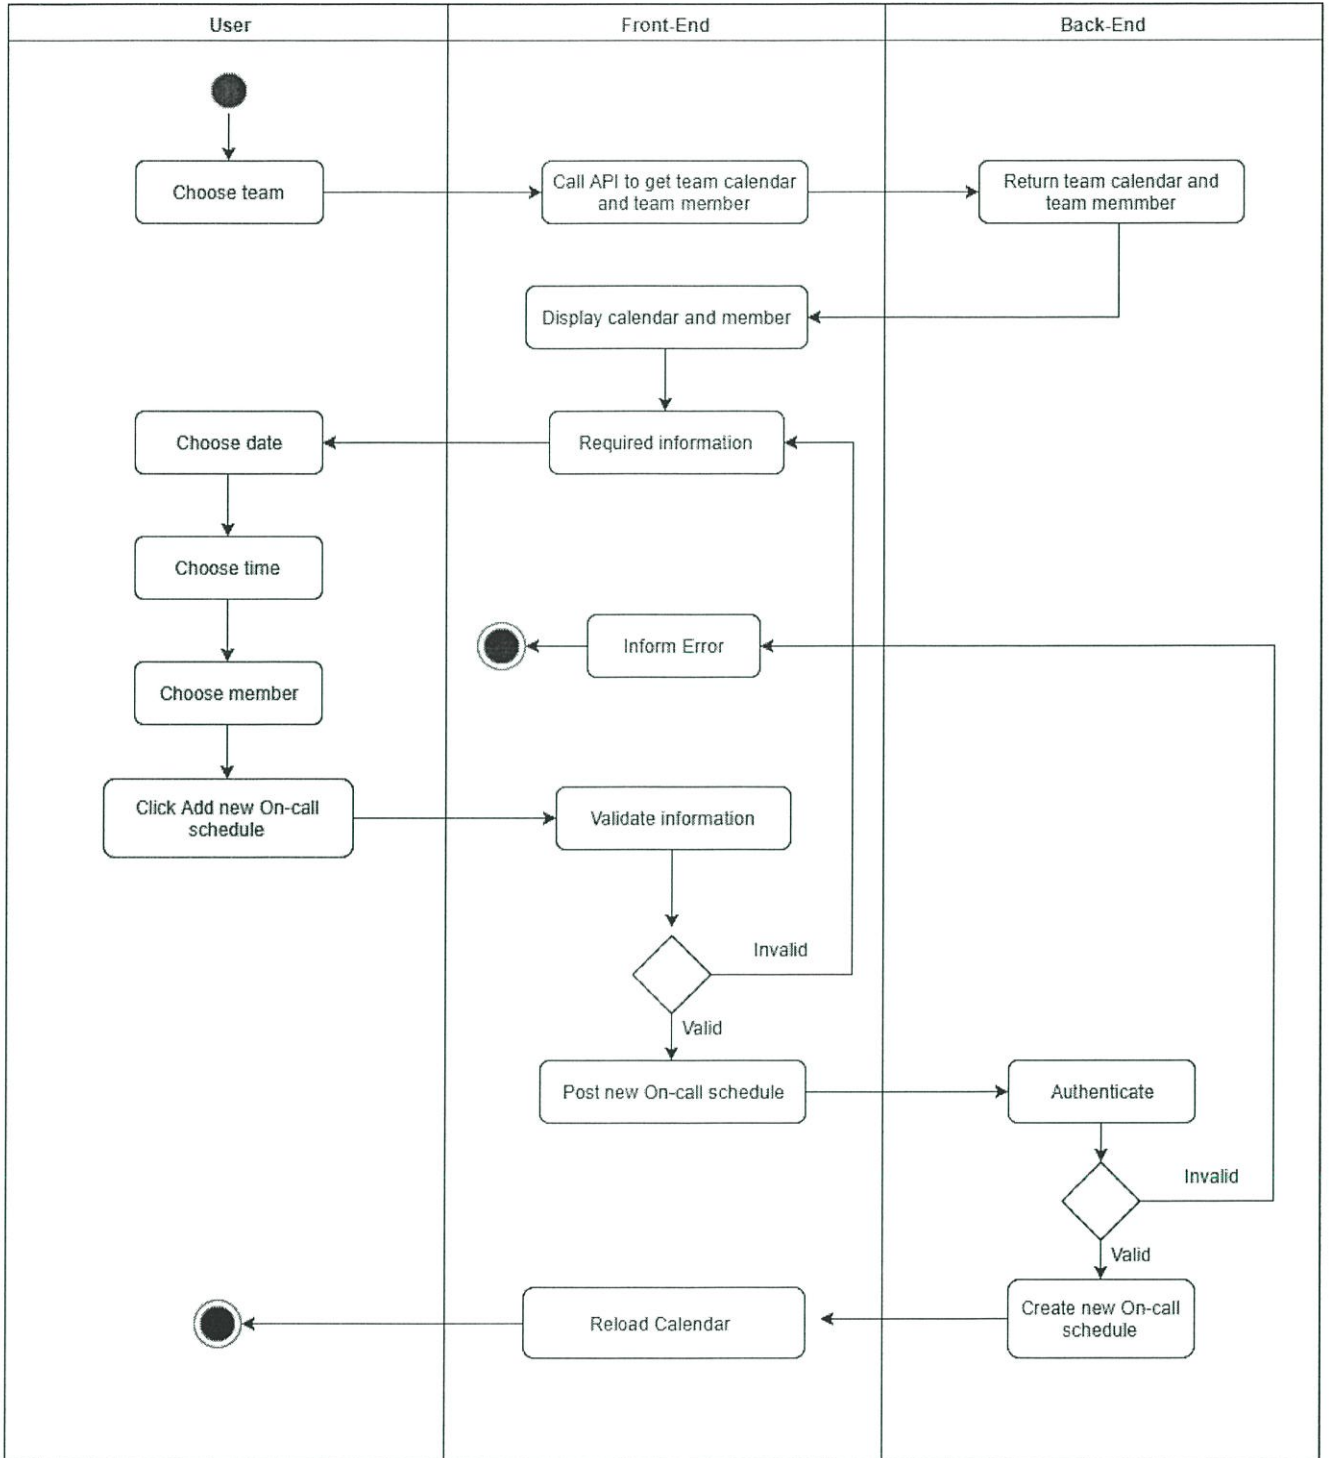 User
Front-End
Back-End
Choose team
Call API to get team calendar
and team member
Return team calendar and
team memmber
Display calendar and member
Choose date
Required information
Choose time
Inform Error
Choose member
Click Add new On-call
schedule
Validate information
Invalid
Valid
Post new On-call schedule
Authenticate
Invalid
Valid
Reload Calendar
Create new On-call
schedule